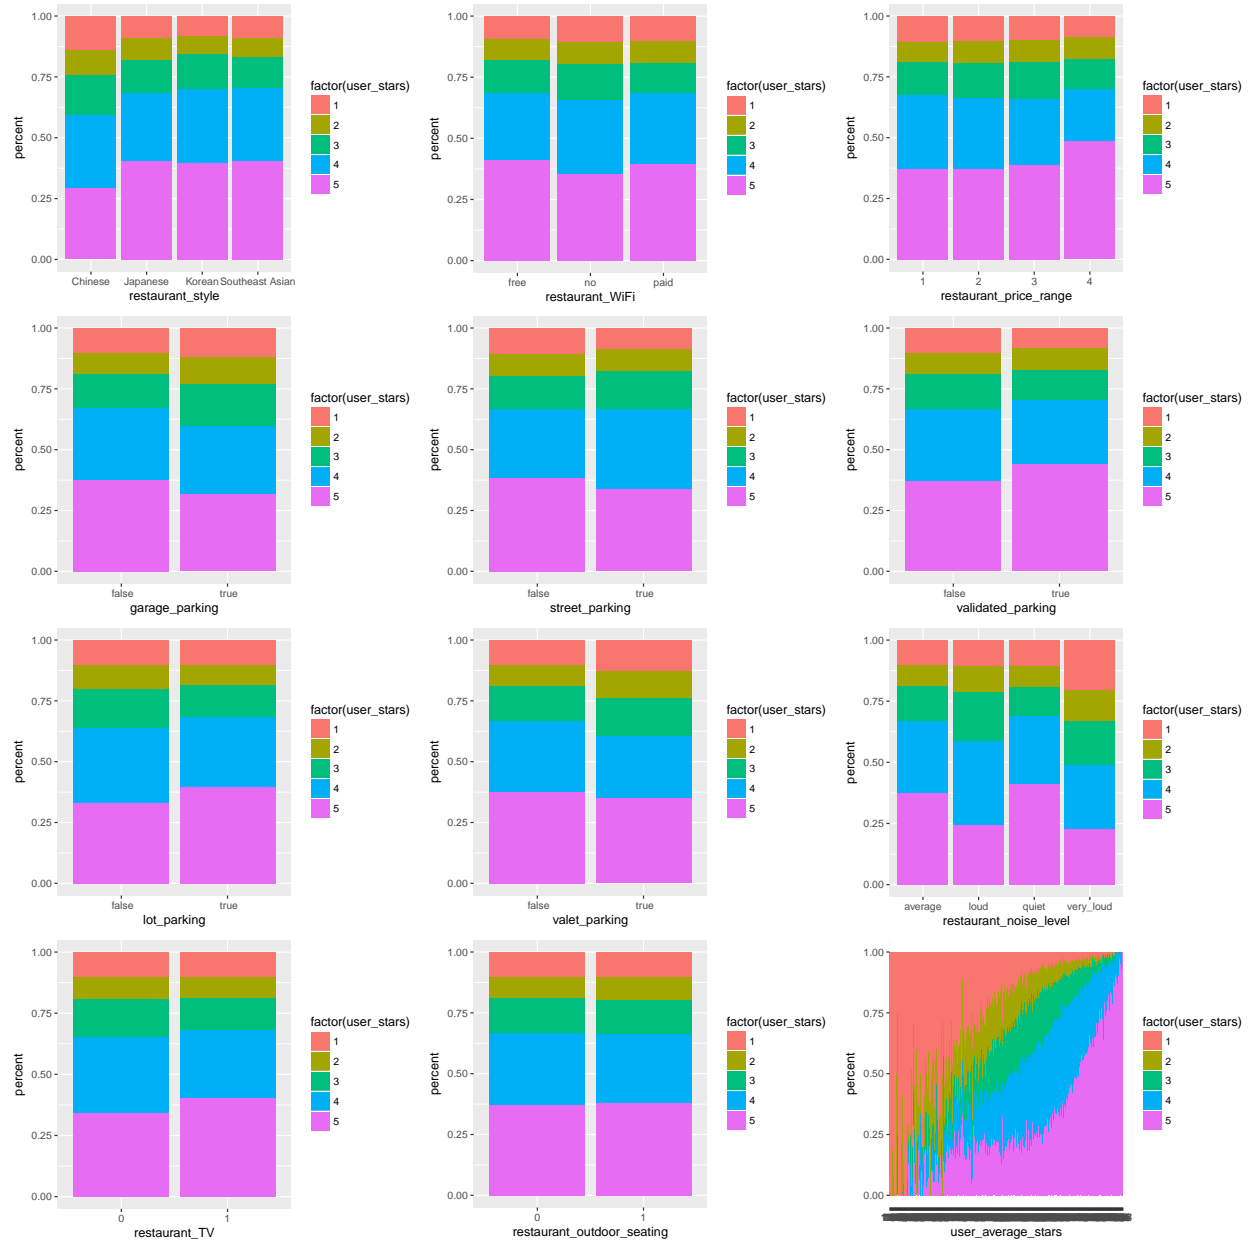 1.00
0.75
0.50
0.25
0.00
percent
Chinese Japanese Korean Southeast Asian
restaurant_style
factor(user_stars)
1
2
3
4
5
1.00
0.75
0.50
0.25
0.00
percent
free no paid
restaurant_WiFi
factor(user_stars)
1
2
3
4
5
1.00
0.75
0.50
0.25
0.00
percent
1 2 3 4
restaurant_price_range
factor(user_stars)
1
2
3
4
5
1.00
0.75
0.50
0.25
0.00
percent
false true
garage_parking
factor(user_stars)
1
2
3
4
5
1.00
0.75
0.50
0.25
0.00
percent
false true
street_parking
factor(user_stars)
1
2
3
4
5
1.00
0.75
0.50
0.25
0.00
percent
false true
validated_parking
factor(user_stars)
1
2
3
4
5
1.00
0.75
0.50
0.25
0.00
percent
false true
lot_parking
factor(user_stars)
1
2
3
4
5
1.00
0.75
0.50
0.25
0.00
percent
false true
valet_parking
factor(user_stars)
1
2
3
4
5
1.00
0.75
0.50
0.25
0.00
percent
average loud quiet very_loud
restaurant_noise_level
factor(user_stars)
1
2
3
4
5
1.00
0.75
0.50
0.25
0.00
percent
0 1
restaurant_TV
factor(user_stars)
1
2
3
4
5
1.00
0.75
0.50
0.25
0.00
percent
0 1
restaurant_outdoor_seating
factor(user_stars)
1
2
3
4
5
1.00
0.75
0.50
0.25
0.00
percent
user_average_stars
factor(user_stars)
1
2
3
4
5